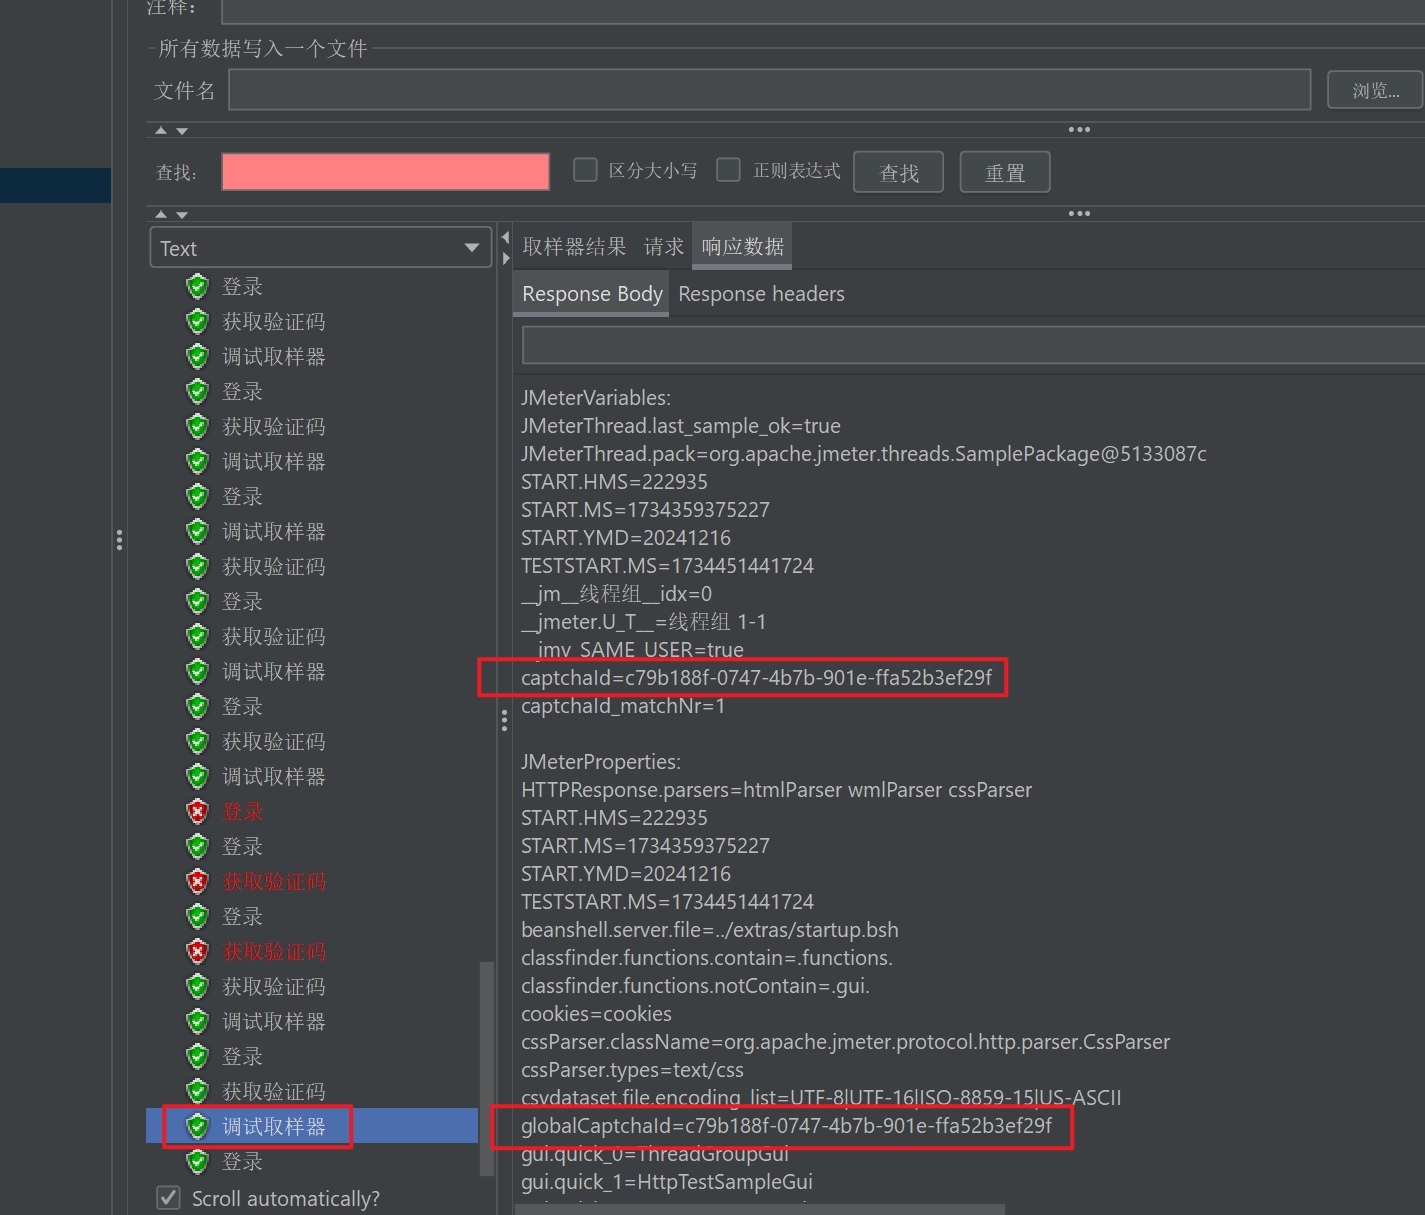 注释：
所有数据写入一个文件
文件名
浏览...
查找：
区分大小写
正则表达式
查找
重置
Text
取样器结果 请求 响应数据
Response Body Response headers
登录
获取验证码
调试取样器
登录
获取验证码
调试取样器
登录
调试取样器
获取验证码
登录
获取验证码
调试取样器
登录
获取验证码
调试取样器
登录
登录
获取验证码
登录
获取验证码
获取验证码
调试取样器
登录
获取验证码
调试取样器
登录
Scroll automatically?
JMeterVariables:
JMeterThread.last_sample_ok=true
JMeterThread.pack=org.apache.jmeter.threads.SamplePackage@5133087c
START.HMS=222935
START.MS=1734359375227
START.YMD=20241216
TESTSTART.MS=1734451441724
__jm__线程组__idx=0
__jmeter.U_T__=线程组 1-1
__jmv_SAME_USER=true
captchaId=c79b188f-0747-4b7b-901e-ffa52b3ef29f
captchaId_matchNr=1
JMeterProperties:
HTTPResponse.parsers=htmlParser wmlParser cssParser
START.HMS=222935
START.MS=1734359375227
START.YMD=20241216
TESTSTART.MS=1734451441724
beanshell.server.file=../extras/startup.bsh
classfinder.functions.contain=.functions.
classfinder.functions.notContain=.gui.
cookies=cookies
cssParser.className=org.apache.jmeter.protocol.http.parser.CssParser
cssParser.types=text/css
csvdataset.file.encoding_list=UTF-8|UTF-16|ISO-8859-15|US-ASCII
globalCaptchaId=c79b188f-0747-4b7b-901e-ffa52b3ef29f
gui.quick_0=ThreadGroupGui
gui.quick_1=HttpTestSampleGui